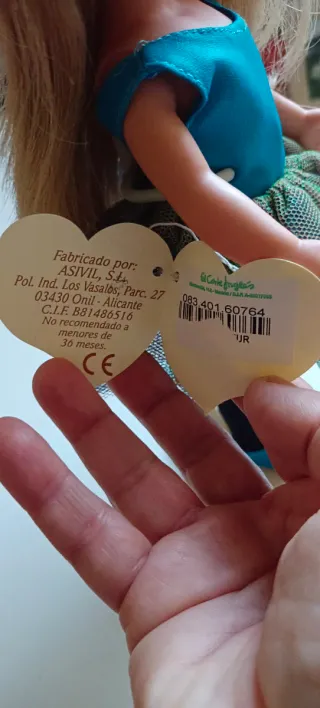 Fabricado por:
ASIVIL, S.L.
Pol. Ind. Los Vasalos, Parc. 27
03430 Onil - Alicante
C.I.F. B81486516
No recomendado a
menores de
36 meses.
CE
El Corte Inglés
083 401 60764
TUR